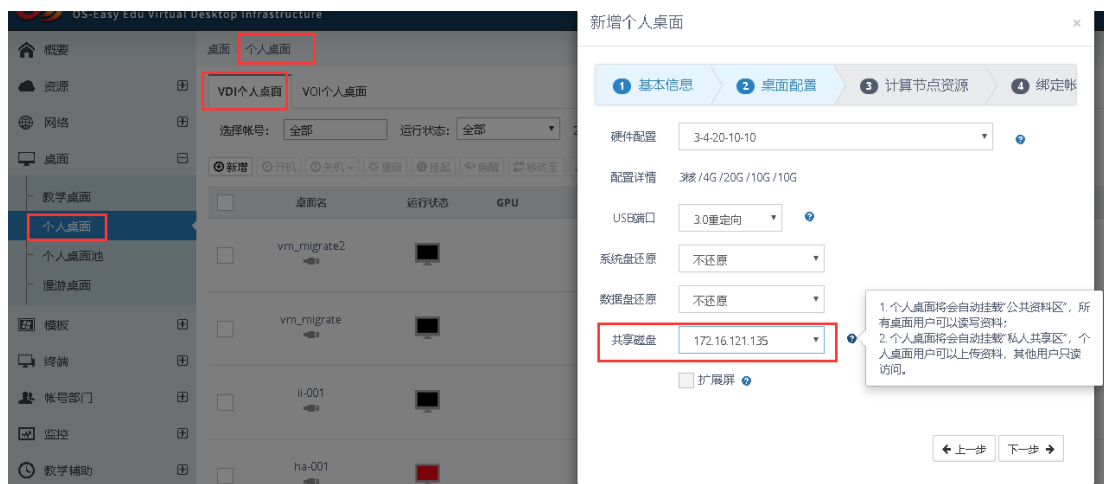 OS-Easy Edu Virtual Desktop Infrastructure
概要
资源
网络
桌面
教学桌面
个人桌面
个人桌面池
漫游桌面
模板
终端
帐号部门
监控
教学辅助
桌面 / 个人桌面
VDI个人桌面 VOI个人桌面
选择帐号: 全部 运行状态: 全部
新增 开机 关机 重启 挂起 唤醒 移动至
桌面名 运行状态 GPU
vm_migrate2
vm_migrate
ii-001
ha-001
新增个人桌面 ×
1 基本信息 2 桌面配置 3 计算节点资源 4 绑定帐
硬件配置 3-4-20-10-10
配置详情 3核/4G/20G/10G/10G
USB端口 3.0重定向
系统盘还原 不还原
数据盘还原 不还原
共享磁盘 172.16.121.135
扩展屏
1. 个人桌面将会自动挂载“公共资料区”，所
有桌面用户可以读写资料;
2. 个人桌面将会自动挂载“私人共享区”，个
人桌面用户可以上传资料，其他用户只读
访问。
上一步 下一步